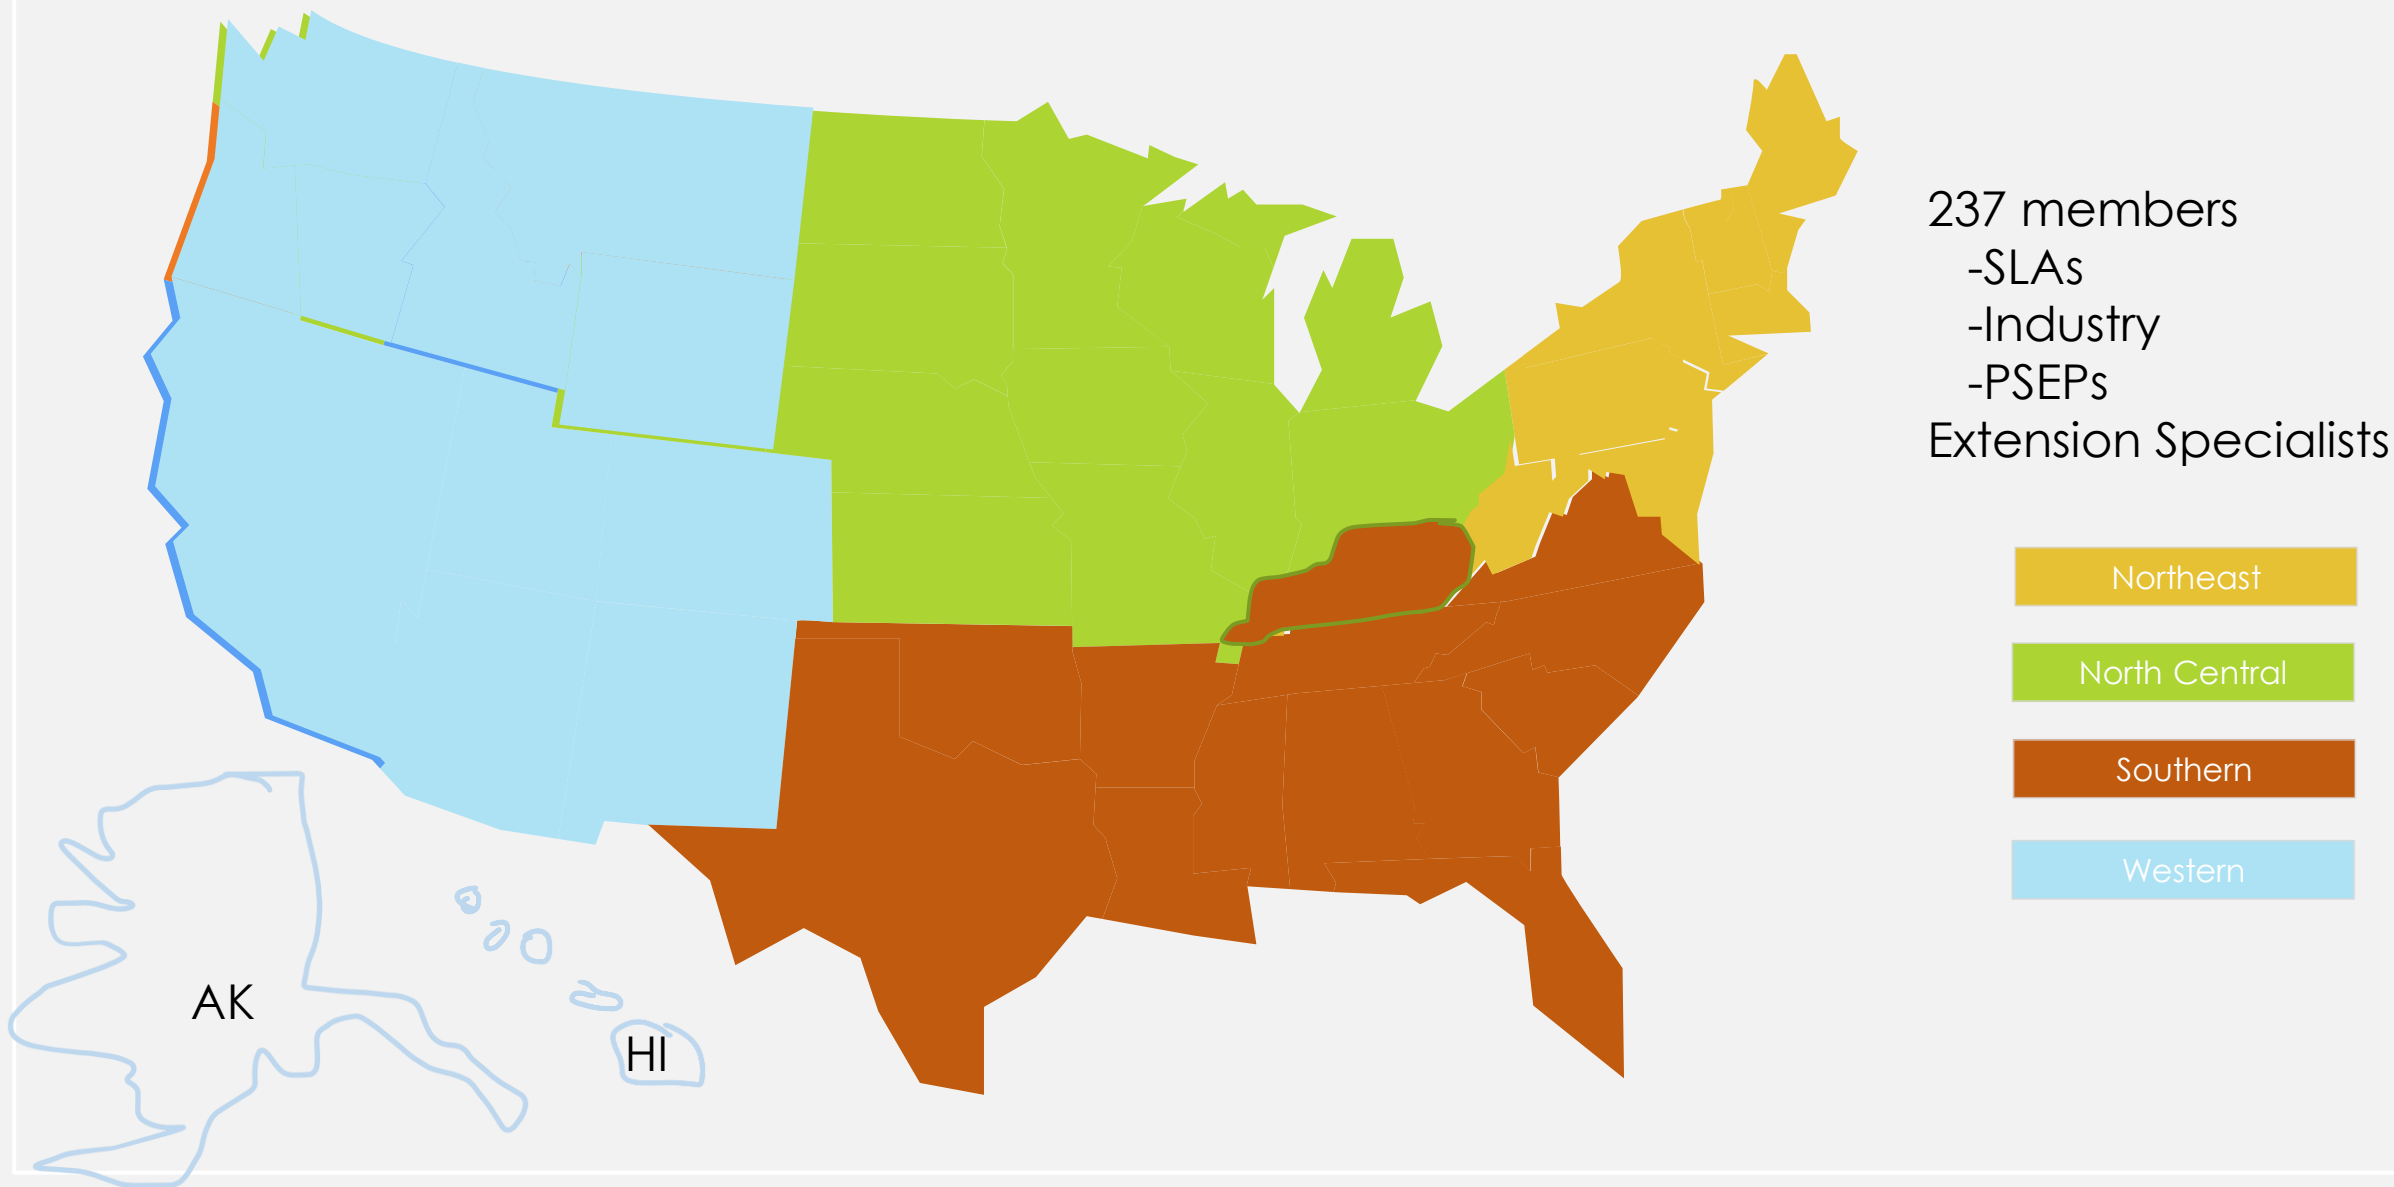 237 members
-SLAs
-Industry
-PSEPs
Extension Specialists
Northeast
North Central
Southern
Western
AK
HI